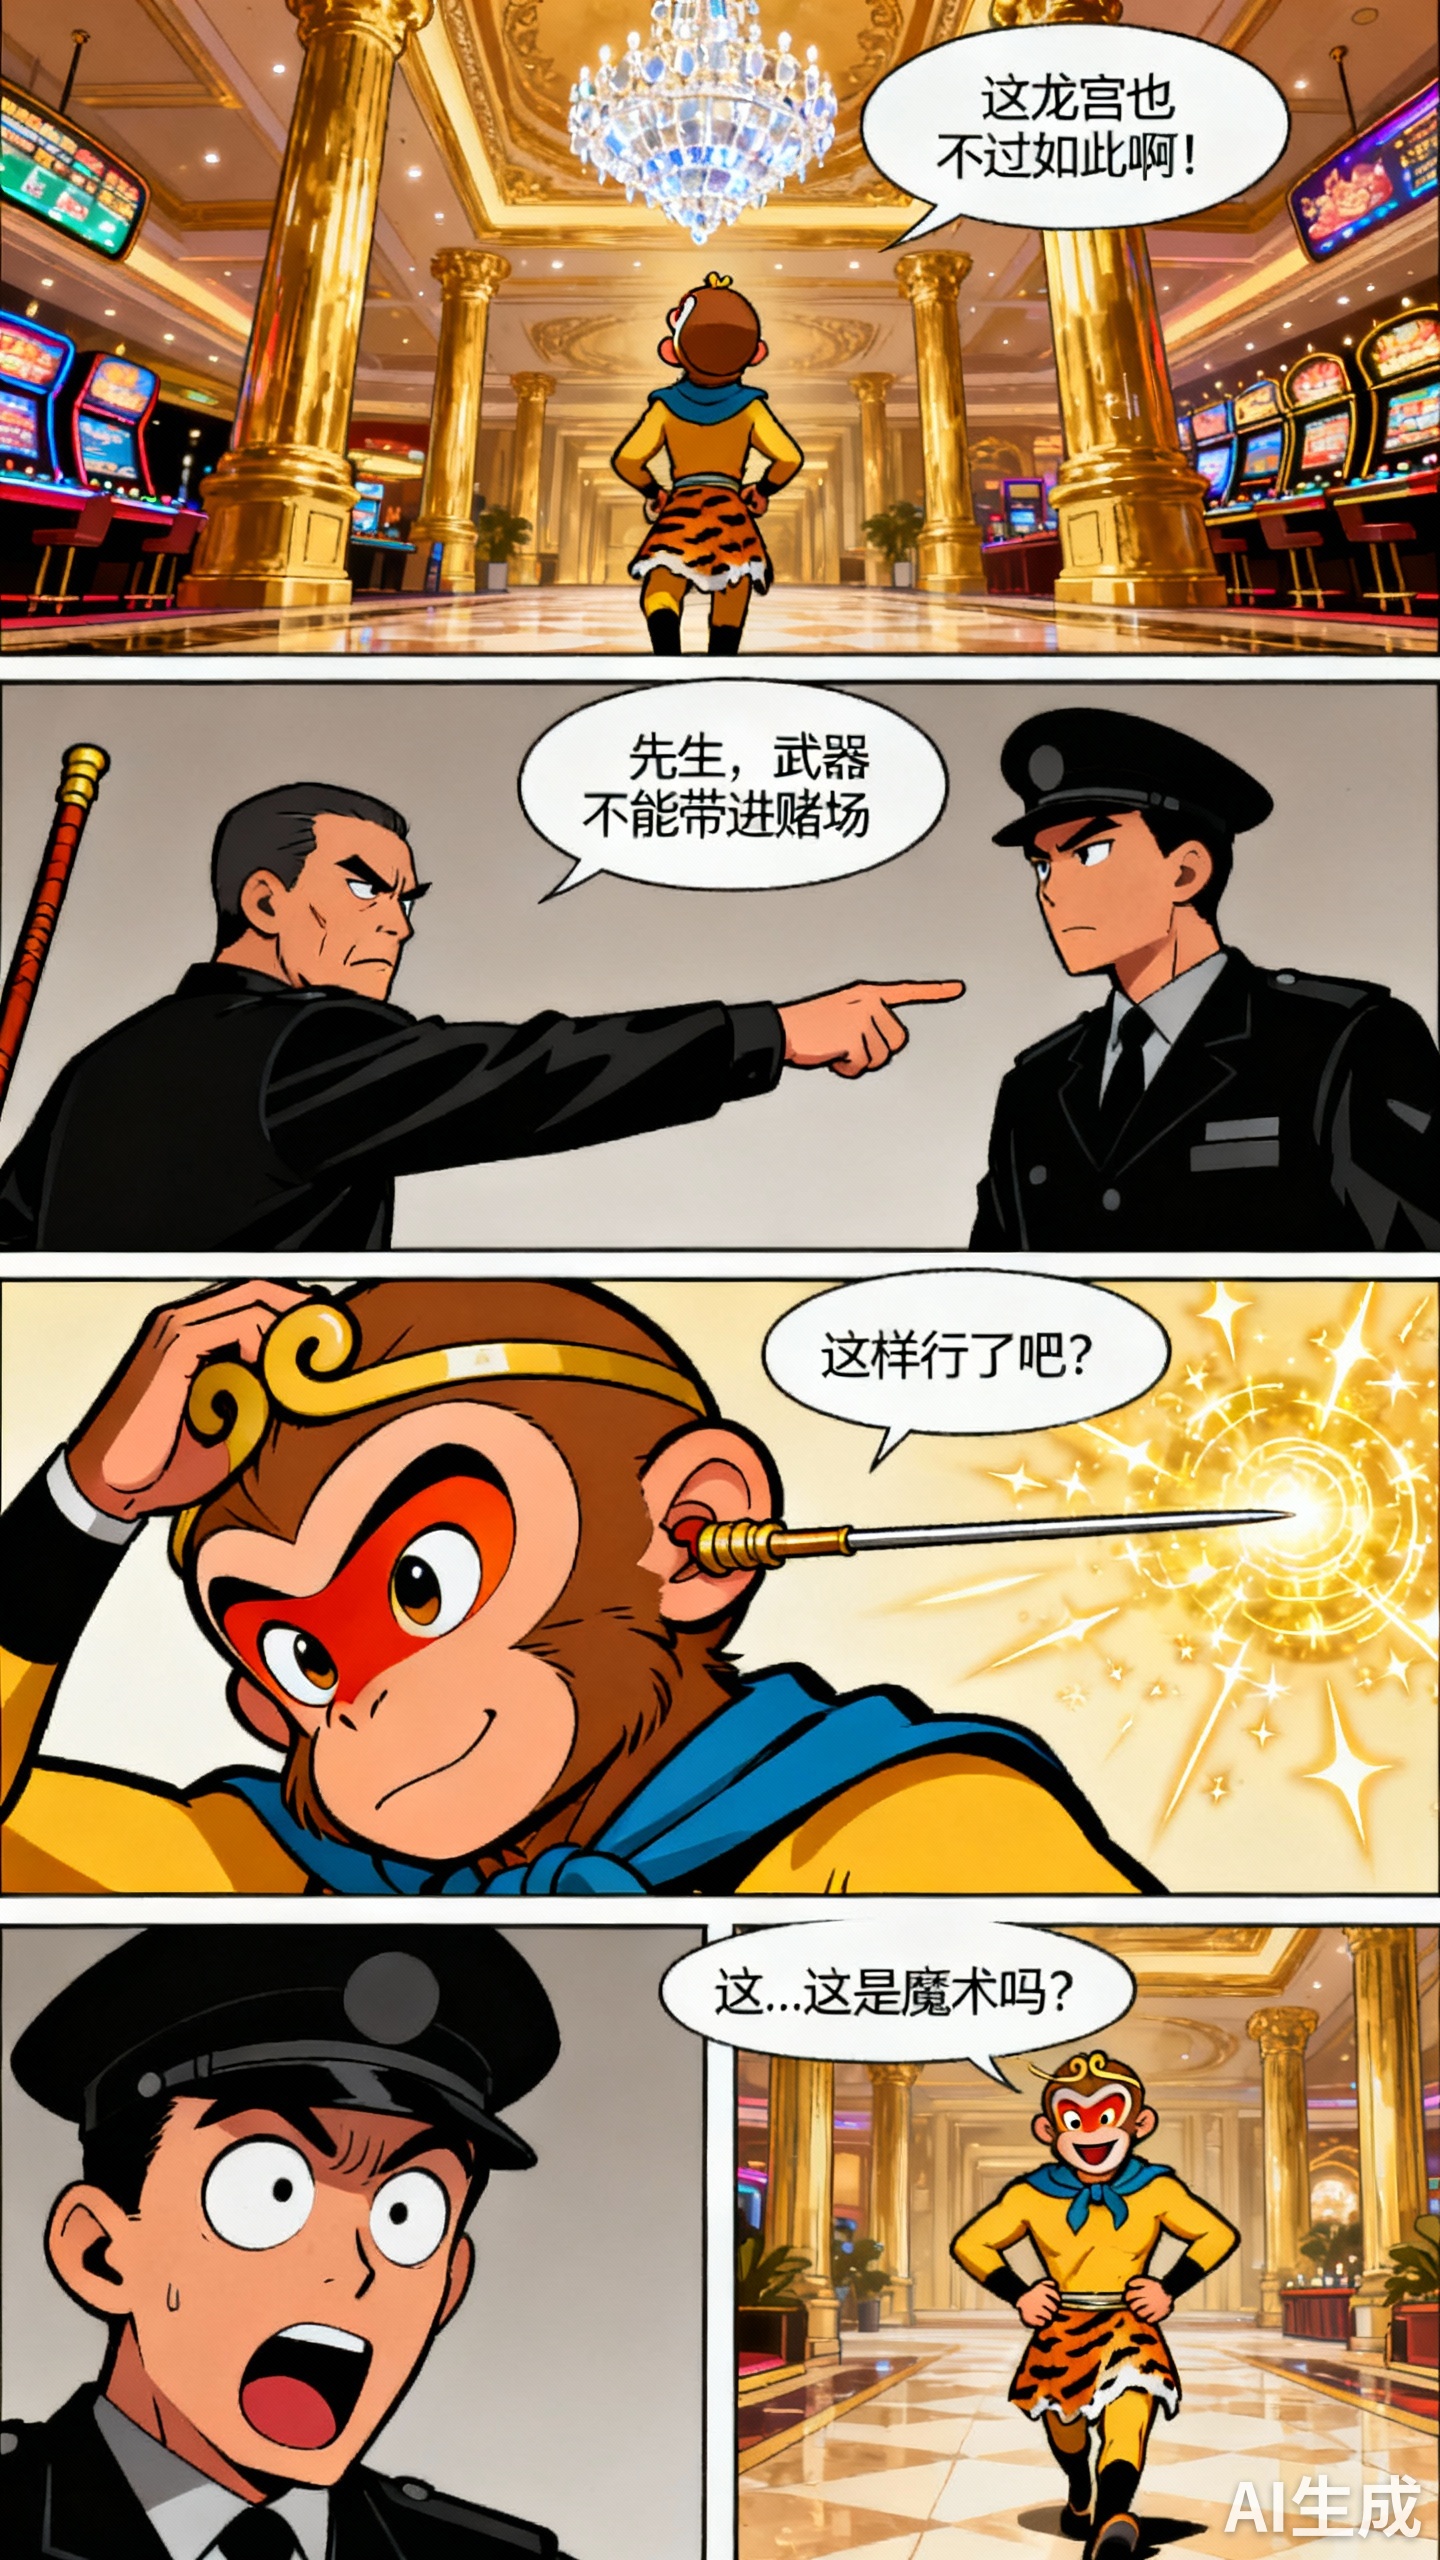 这龙宫也
不过如此啊!
先生，武器
不能带进赌场
这样行了吧?
这...这是魔术吗?
AI生成